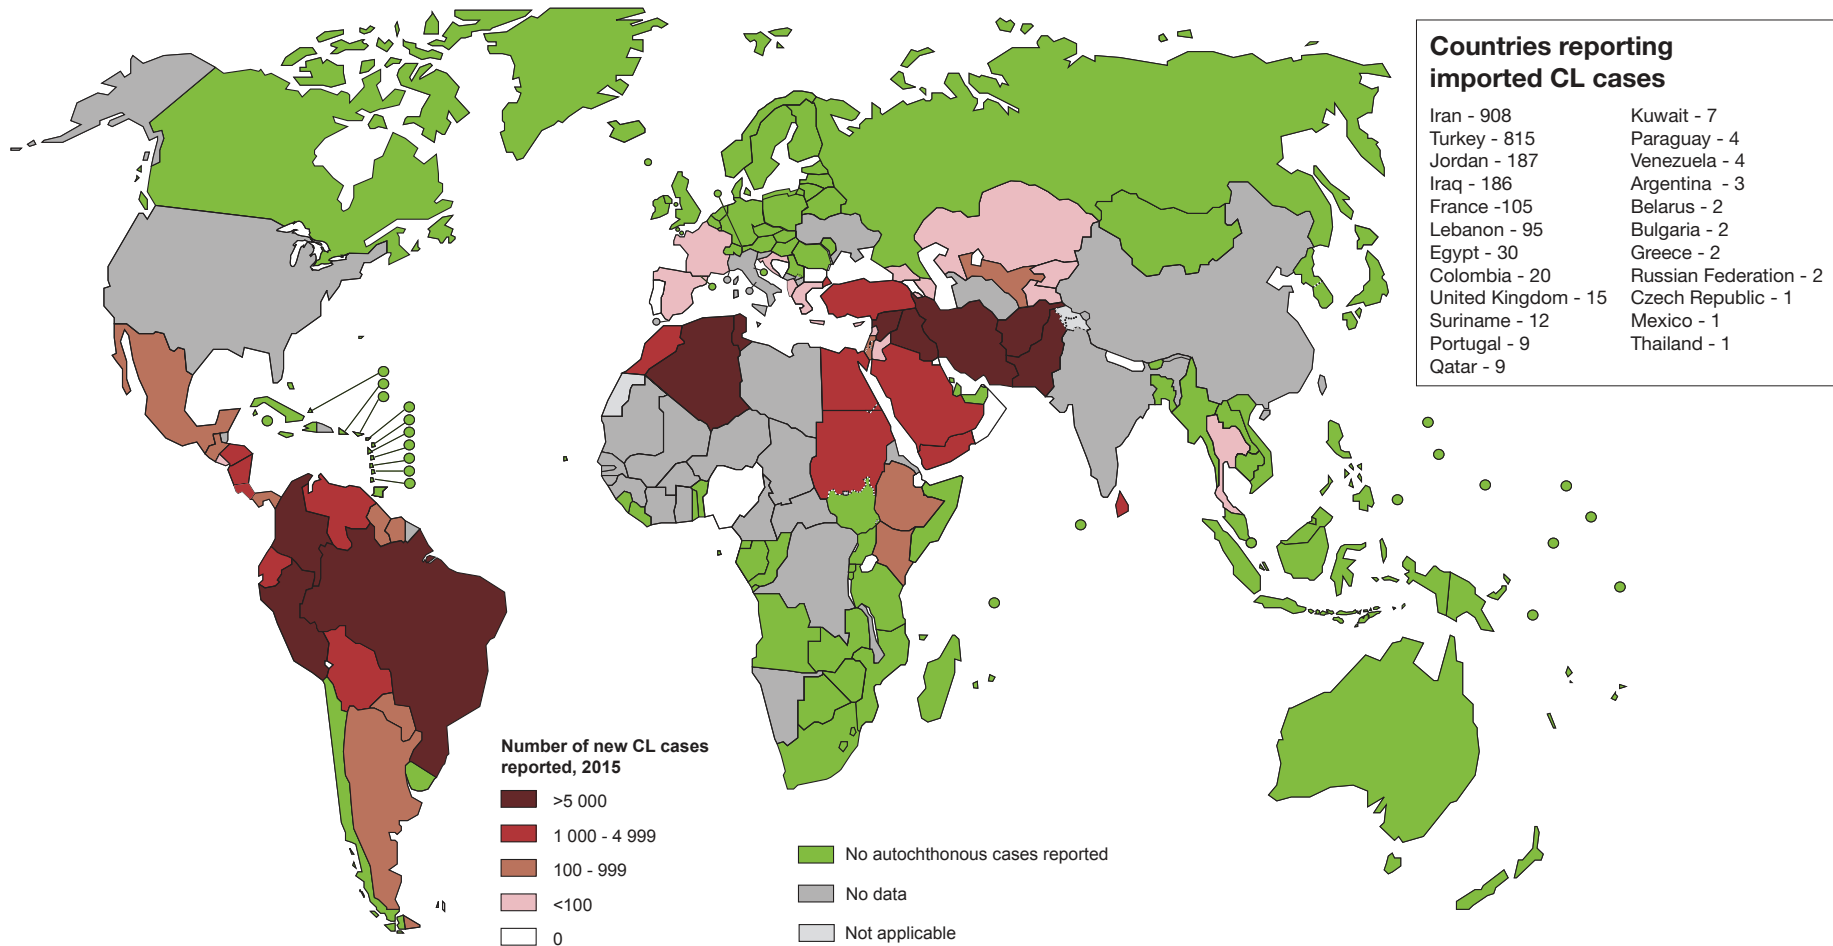 Countries reporting
imported CL cases
Iran - 908
Turkey - 815
Jordan - 187
Iraq - 186
France -105
Lebanon - 95
Egypt - 30
Colombia - 20
United Kingdom - 15
Suriname - 12
Portugal - 9
Qatar - 9
Kuwait - 7
Paraguay - 4
Venezuela - 4
Argentina - 3
Belarus - 2
Bulgaria - 2
Greece - 2
Russian Federation - 2
Czech Republic - 1
Mexico - 1
Thailand - 1
Number of new CL cases
reported, 2015
>5 000
1 000 - 4 999
100 - 999
<100
0
No autochthonous cases reported
No data
Not applicable